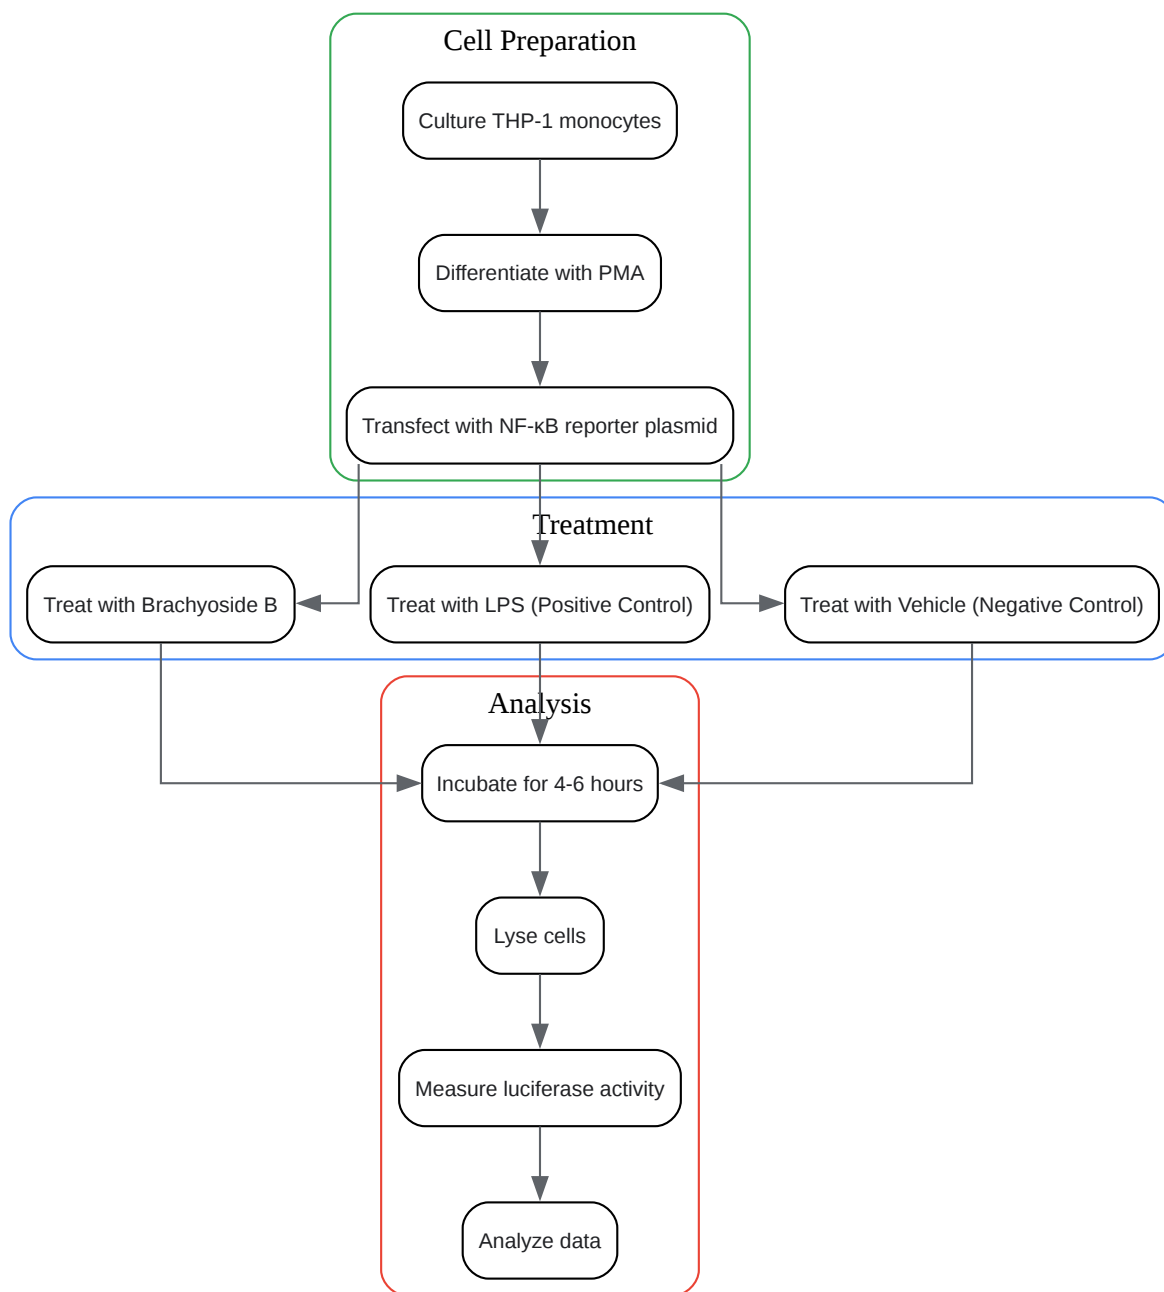 Cell Preparation
Culture THP-1 monocytes
Differentiate with PMA
Transfect with NF-κB reporter plasmid
Treatment
Treat with Brachyoside B
Treat with LPS (Positive Control)
Treat with Vehicle (Negative Control)
Analysis
Incubate for 4-6 hours
Lyse cells
Measure luciferase activity
Analyze data